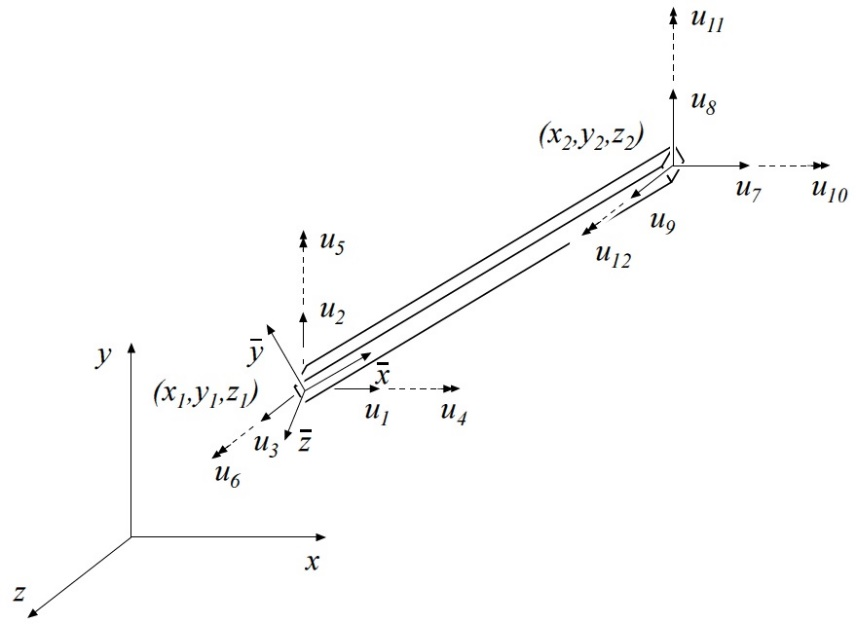 u₁₁
u₈
(x₂,y₂,z₂)
u₇ u₁₀
u₉
u₁₂
u₅
u₂
y
ȳ
x̄
(x₁,y₁,z₁)
u₁ u₄
u₃ z̄
u₆
x
z